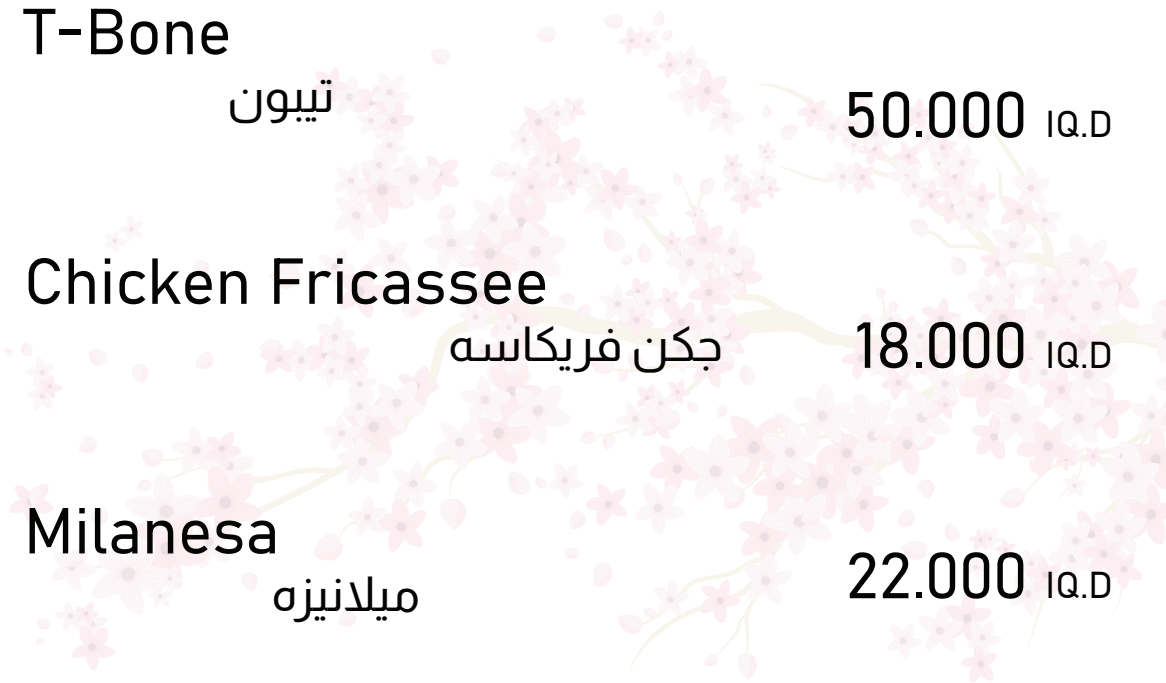 T-Bone
تيبون
50.000 IQ.D
Chicken Fricassee
جكن فريكاسه
18.000 IQ.D
Milanesa
ميلانيزه
22.000 IQ.D